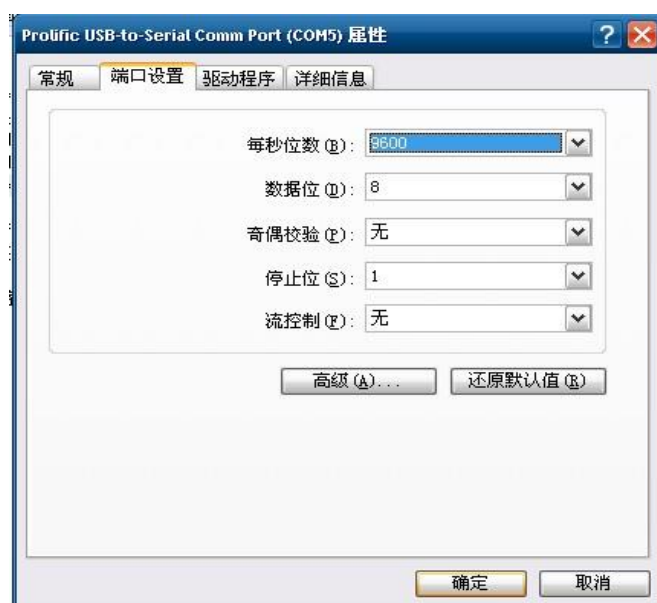 Prolific USB-to-Serial Comm Port (COM5) 属性
常规 端口设置 驱动程序 详细信息
每秒位数(B): 9600
数据位(D): 8
奇偶校验(P): 无
停止位(S): 1
流控制(F): 无
高级(A)... 还原默认值(R)
确定 取消